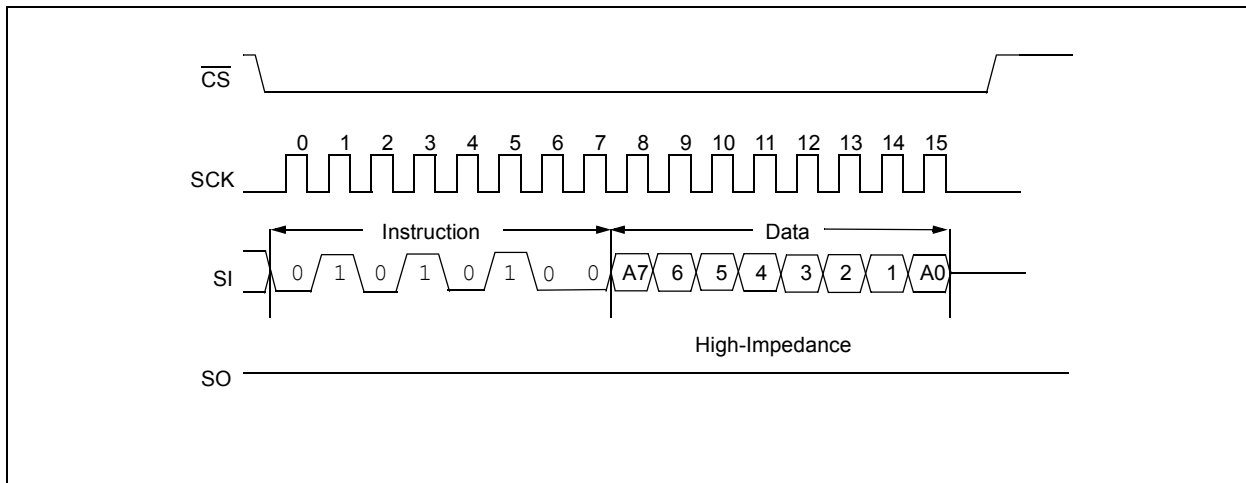 CS
0 1 2 3 4 5 6 7 8 9 10 11 12 13 14 15
SCK
Instruction Data
SI 0 1 0 1 0 1 0 0 A7 6 5 4 3 2 1 A0
High-Impedance
SO